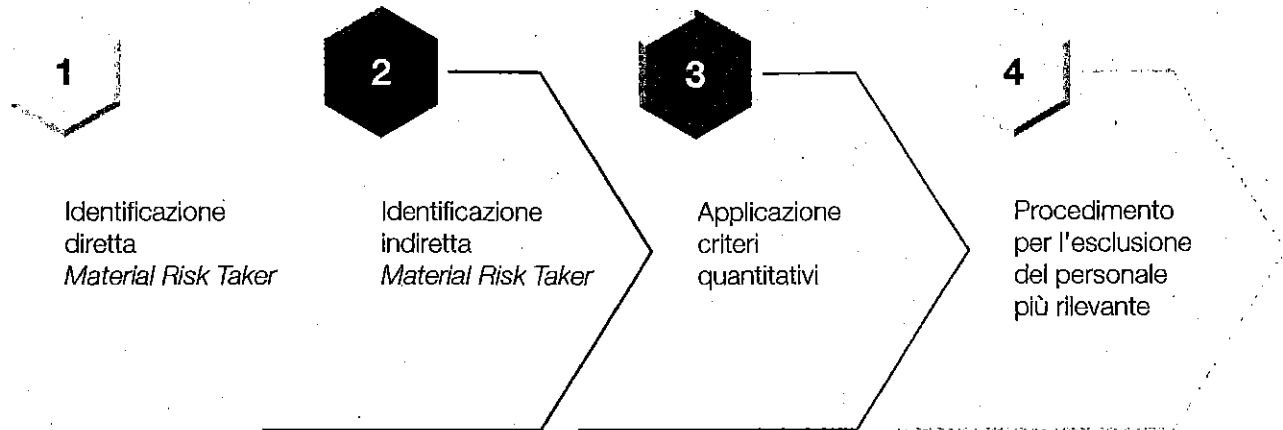 1
Identificazione
diretta
Material Risk Taker
2
Identificazione
indiretta
Material Risk Taker
3
Applicazione
criteri
quantitativi
4
Procedimento
per l'esclusione
del personale
più rilevante